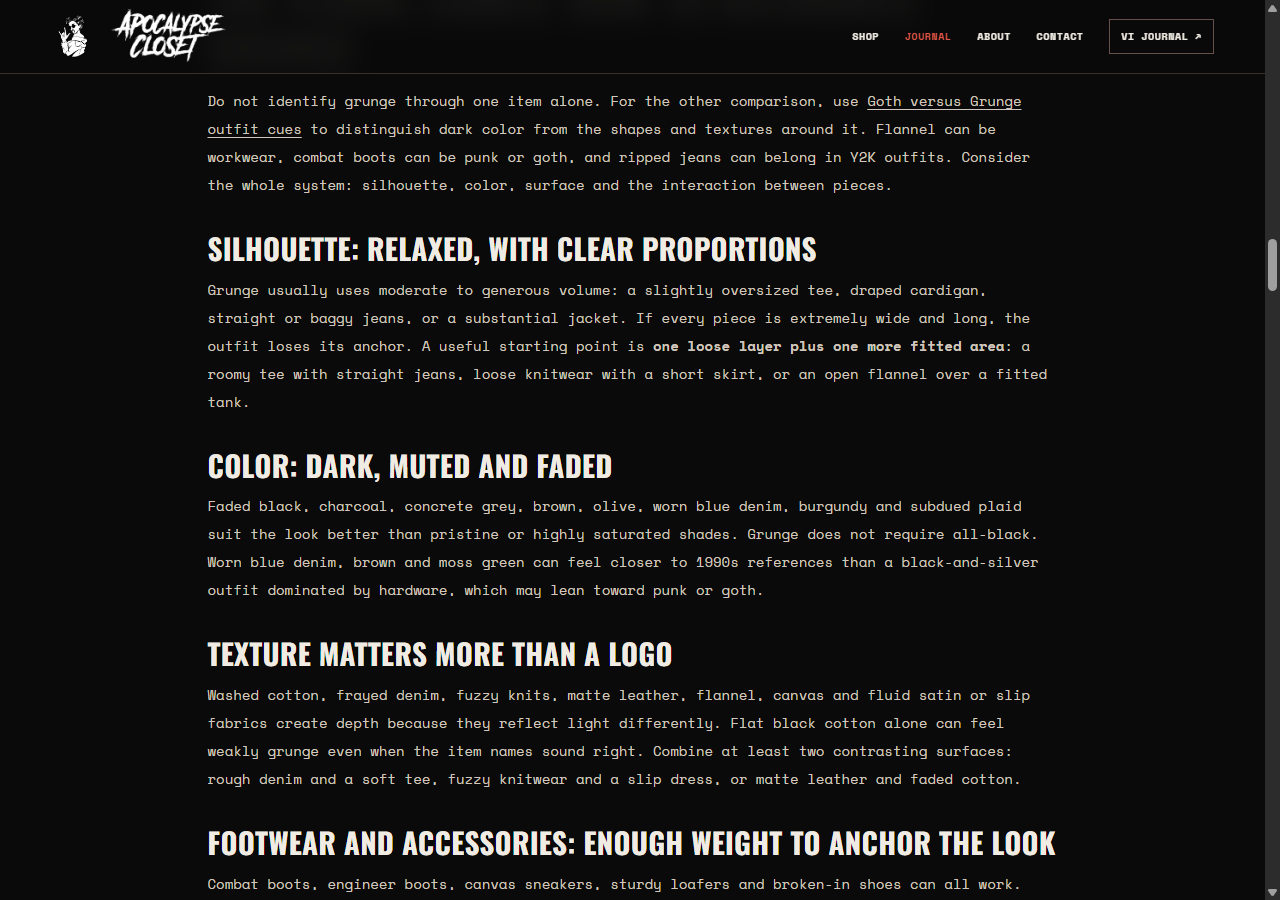 APOCALYPSE CLOSET
SHOP JOURNAL ABOUT CONTACT VI JOURNAL ↗
Do not identify grunge through one item alone. For the other comparison, use Goth versus Grunge
outfit cues to distinguish dark color from the shapes and textures around it. Flannel can be
workwear, combat boots can be punk or goth, and ripped jeans can belong in Y2K outfits. Consider
the whole system: silhouette, color, surface and the interaction between pieces.
SILHOUETTE: RELAXED, WITH CLEAR PROPORTIONS
Grunge usually uses moderate to generous volume: a slightly oversized tee, draped cardigan,
straight or baggy jeans, or a substantial jacket. If every piece is extremely wide and long, the
outfit loses its anchor. A useful starting point is one loose layer plus one more fitted area: a
roomy tee with straight jeans, loose knitwear with a short skirt, or an open flannel over a fitted
tank.
COLOR: DARK, MUTED AND FADED
Faded black, charcoal, concrete grey, brown, olive, worn blue denim, burgundy and subdued plaid
suit the look better than pristine or highly saturated shades. Grunge does not require all-black.
Worn blue denim, brown and moss green can feel closer to 1990s references than a black-and-silver
outfit dominated by hardware, which may lean toward punk or goth.
TEXTURE MATTERS MORE THAN A LOGO
Washed cotton, frayed denim, fuzzy knits, matte leather, flannel, canvas and fluid satin or slip
fabrics create depth because they reflect light differently. Flat black cotton alone can feel
weakly grunge even when the item names sound right. Combine at least two contrasting surfaces:
rough denim and a soft tee, fuzzy knitwear and a slip dress, or matte leather and faded cotton.
FOOTWEAR AND ACCESSORIES: ENOUGH WEIGHT TO ANCHOR THE LOOK
Combat boots, engineer boots, canvas sneakers, sturdy loafers and broken-in shoes can all work.